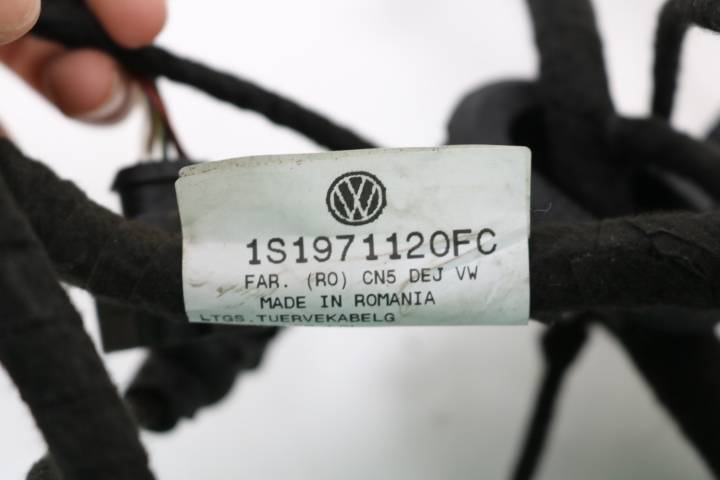 1S1971120FC
FAR. (RO) CN5 DEJ VW
MADE IN ROMANIA
LTGS.TUERVEKABELG